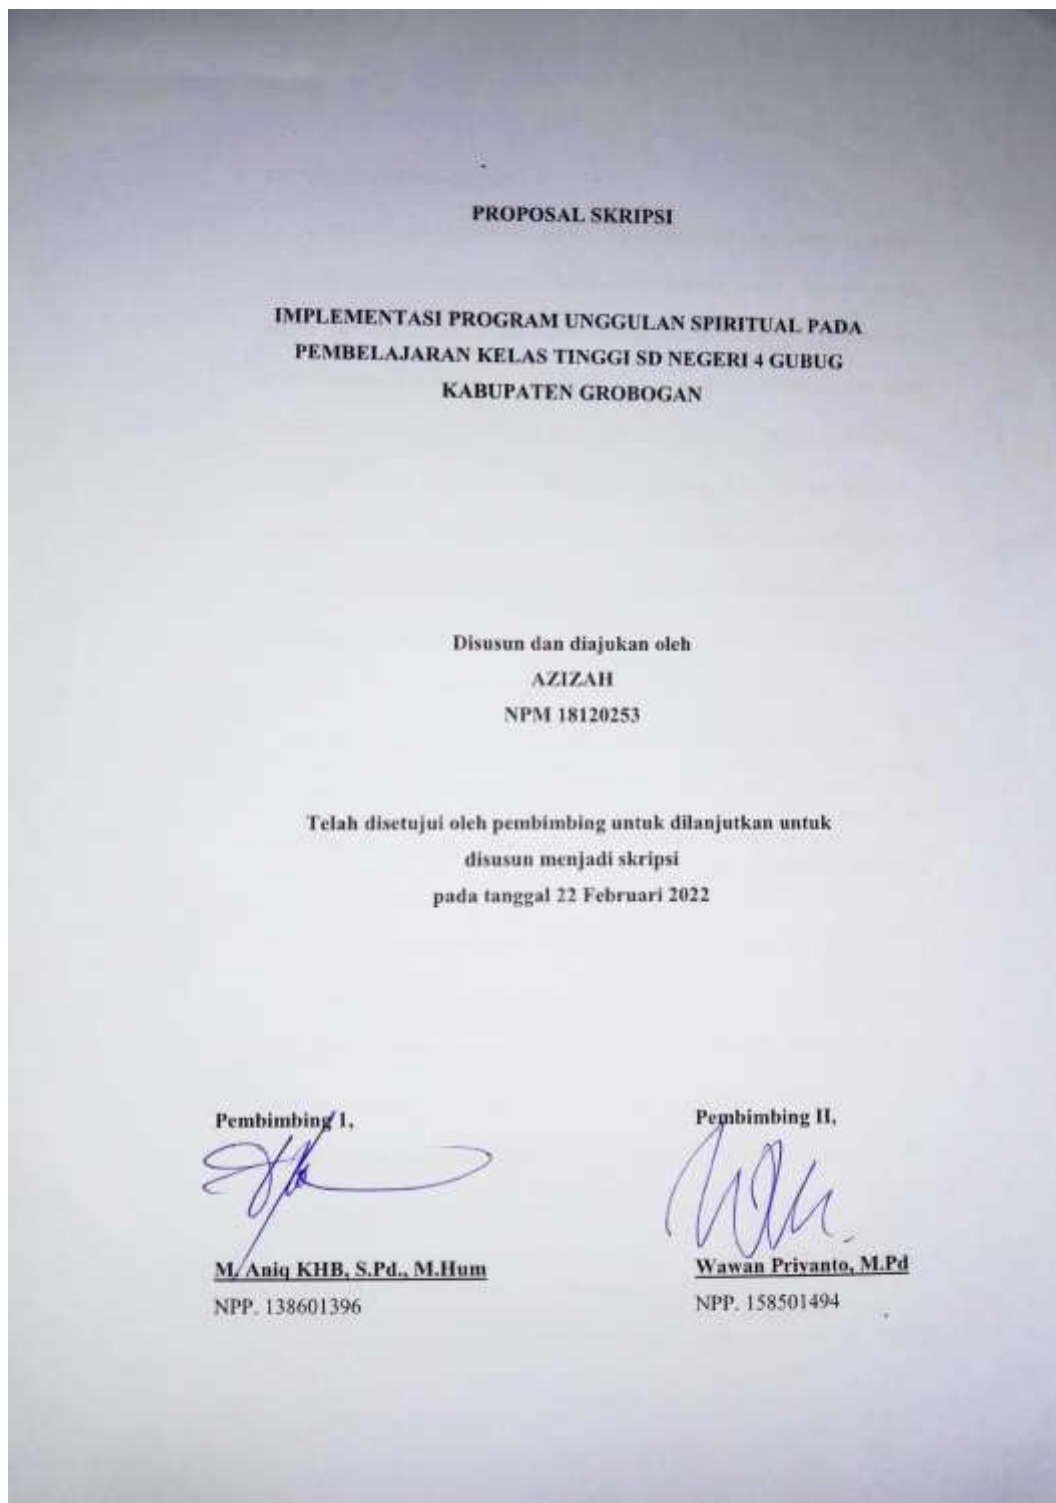 PROPOSAL SKRIPSI
IMPLEMENTASI PROGRAM UNGGULAN SPIRITUAL PADA
PEMBELAJARAN KELAS TINGGI SD NEGERI 4 GUBUG
KABUPATEN GROBOGAN
Disusun dan diajukan oleh
AZIZAH
NPM 18120253
Telah disetujui oleh pembimbing untuk dilanjutkan untuk
disusun menjadi skripsi
pada tanggal 22 Februari 2022
Pembimbing I,
Pembimbing II,
M. Aniq KHB, S.Pd., M.Hum
Wawan Priyanto, M.Pd
NPP. 138601396
NPP. 158501494